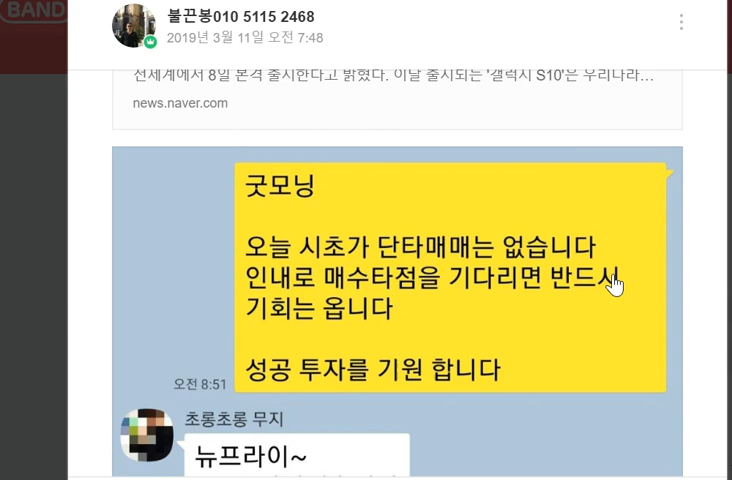 BAND
불끈봉010 5115 2468
2019년 3월 11일 오전 7:48
전세계에서 8일 본격 출시한다고 밝혔다. 이날 출시되는 '갤럭시 S10'은 우리나라…
news.naver.com
굿모닝
오늘 시초가 단타매매는 없습니다
인내로 매수타점을 기다리면 반드시
기회는 옵니다
성공 투자를 기원 합니다
오전 8:51
초롱초롱 무지
뉴프라이~